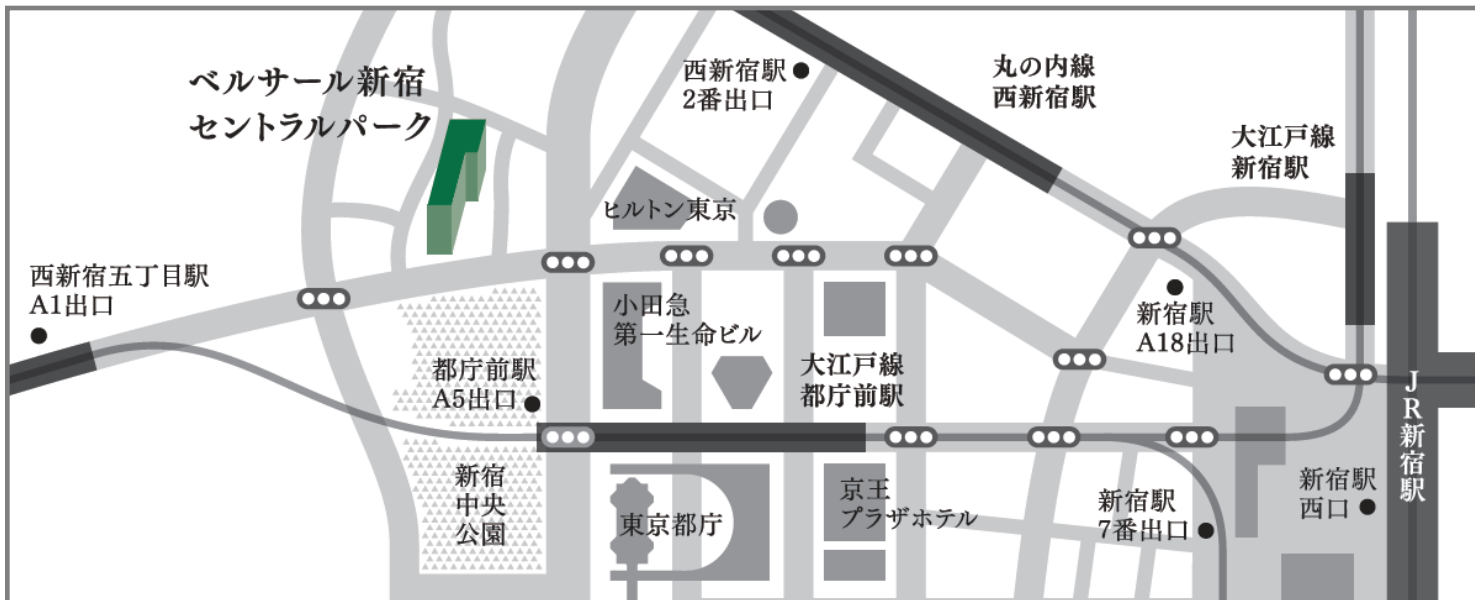 ベルサール新宿
セントラルパーク
西新宿駅
2番出口
丸の内線
西新宿駅
大江戸線
新宿駅
ヒルトン東京
西新宿五丁目駅
A1出口
小田急
第一生命ビル
新宿駅
A18出口
都庁前駅
A5出口
大江戸線
都庁前駅
JR新宿駅
新宿
中央
公園
東京都庁
京王
プラザホテル
新宿駅
7番出口
新宿駅
西口